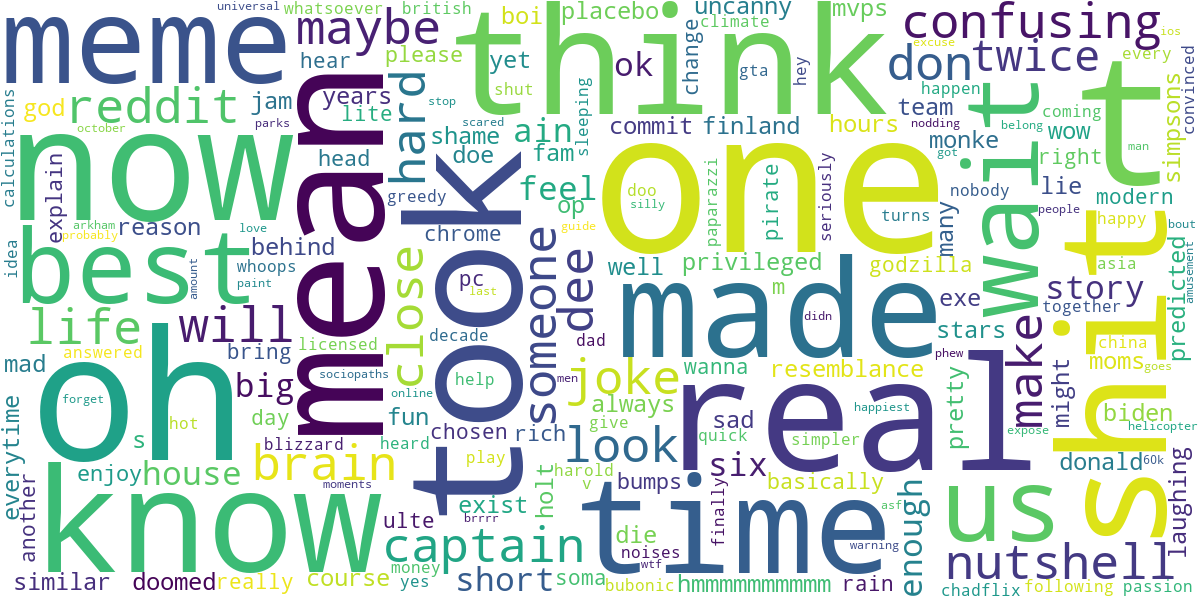 universal
whatsoever
british
boi
placebo
uncanny
mvps
confusing
meme
maybe
please
think
climate
excuse
ios
hear
yet
ok
change
gta
hey
don
twice
every
convinced
god
reddit
jam
years
lite
hard
stop
shut
sleeping
happen
t
calculations
october
parks
mean
shame
scared
ain
commit
finland
hours
team
nodding
wait
belong
coming
wow
man
simpsons
now
head
doe
fam
one
monke
got
right
explain
greedy
took
feel
doo
silly
paparazzi
pirate
seriously
nobody
lie
modern
arkham
probably
reason
love
chrome
op
guide
turns
many
people
happy
bout
idea
best
behind
whoops
paint
amount
close
someone
dee
well
privileged
m
godzilla
shit
asia
predicted
amusement
pc
last
made
didn
exe
story
together
life
will
licensed
decade
dad
stars
make
china
mad
answered
oh
bring
sociopaths
help
men
joke
wanna
resemblance
real
phew
might
moms
goes
forget
big
online
always
happiest
pretty
everytime
s
hot
day
fun
chosen
rich
give
look
sad
quick
simpler
expose
biden
helicopter
blizzard
heard
another
enjoy
house
brain
play
holt
harold
v
bumps
six
basically
donald
60k
laughing
know
moments
exist
time
finally
asf
enough
us
ulte
brrrr
captain
die
noises
wtf
warning
nutshell
similar
doomed
really
course
money
yes
short
soma
bubonic
hmmmmmmmmmm
rain
chadflix
following
passion